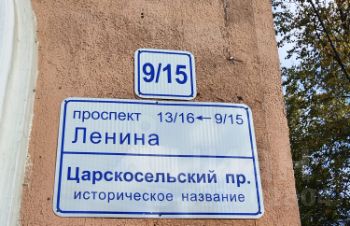 9/15
проспект 13/16←9/15
Ленина
Царскосельский пр.
историческое название